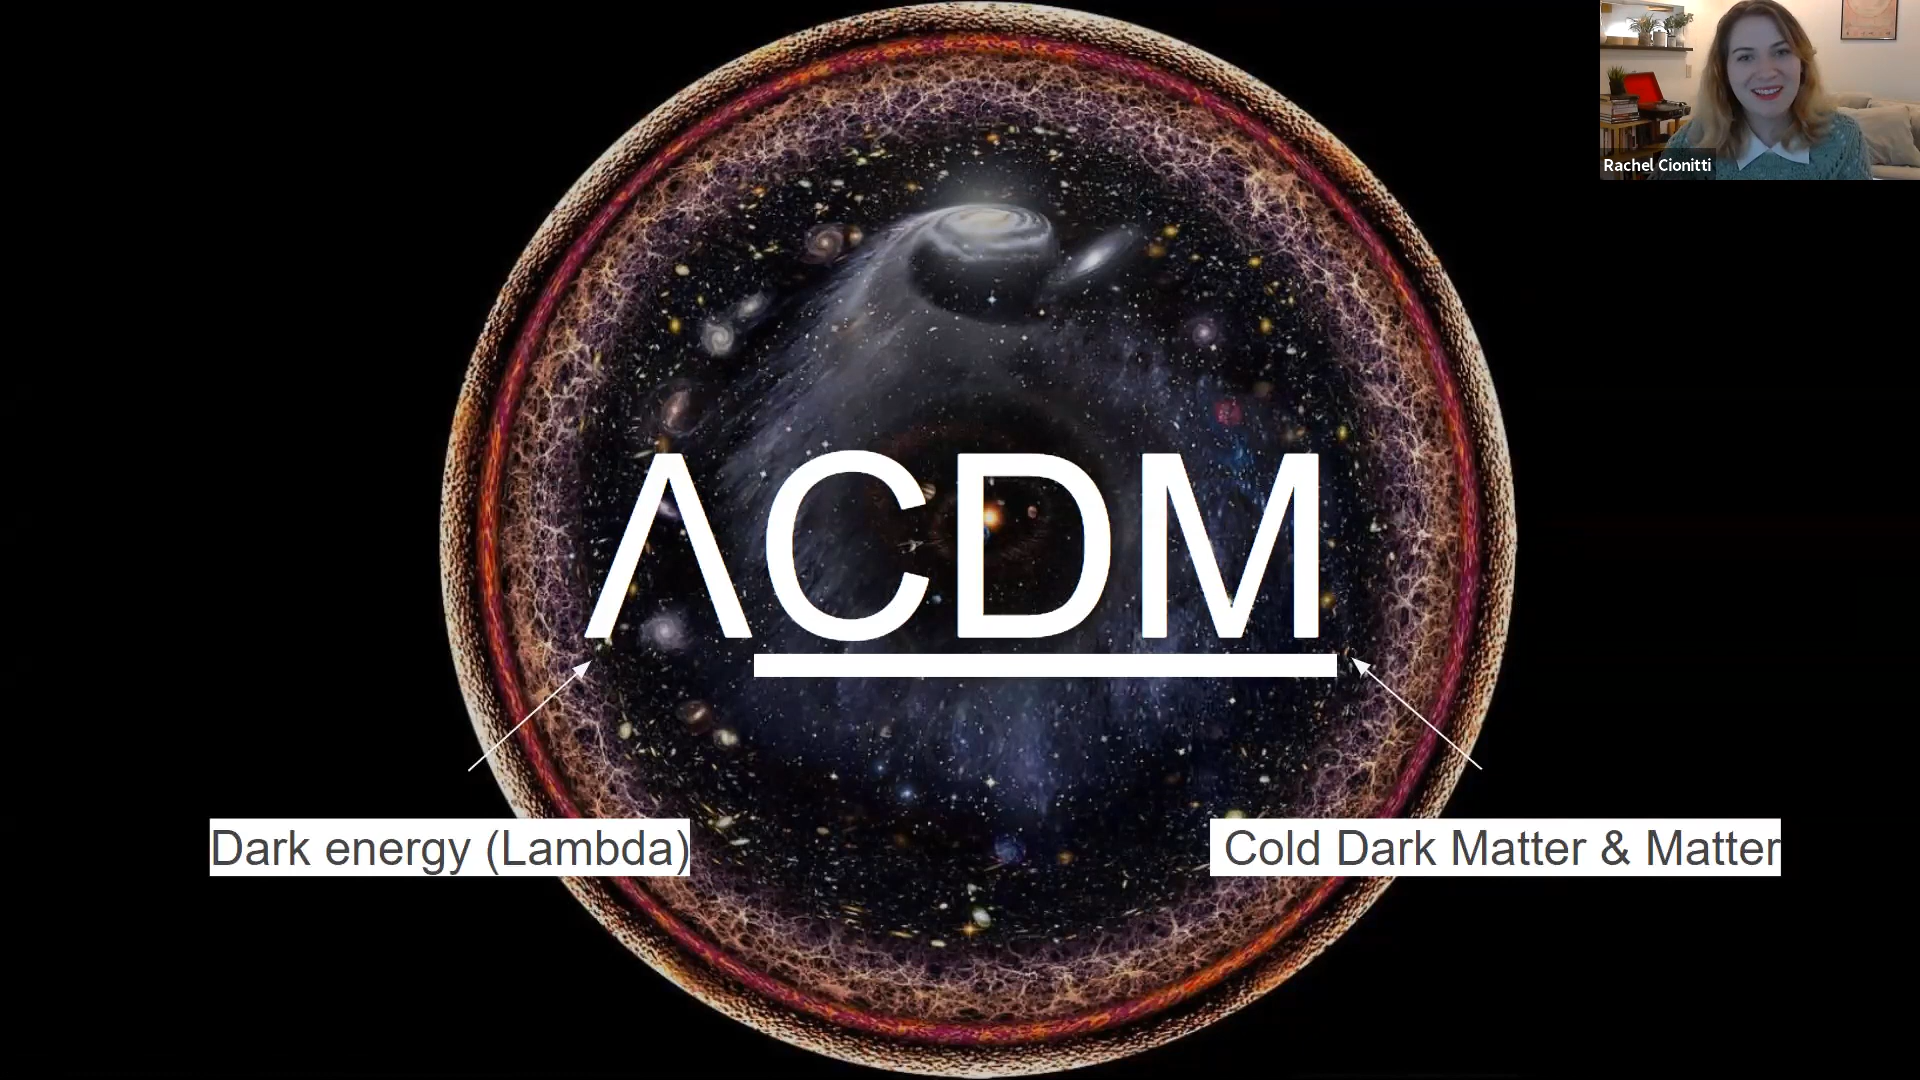 Rachel Cionitti
ΛCDM
Dark energy (Lambda)
Cold Dark Matter & Matter